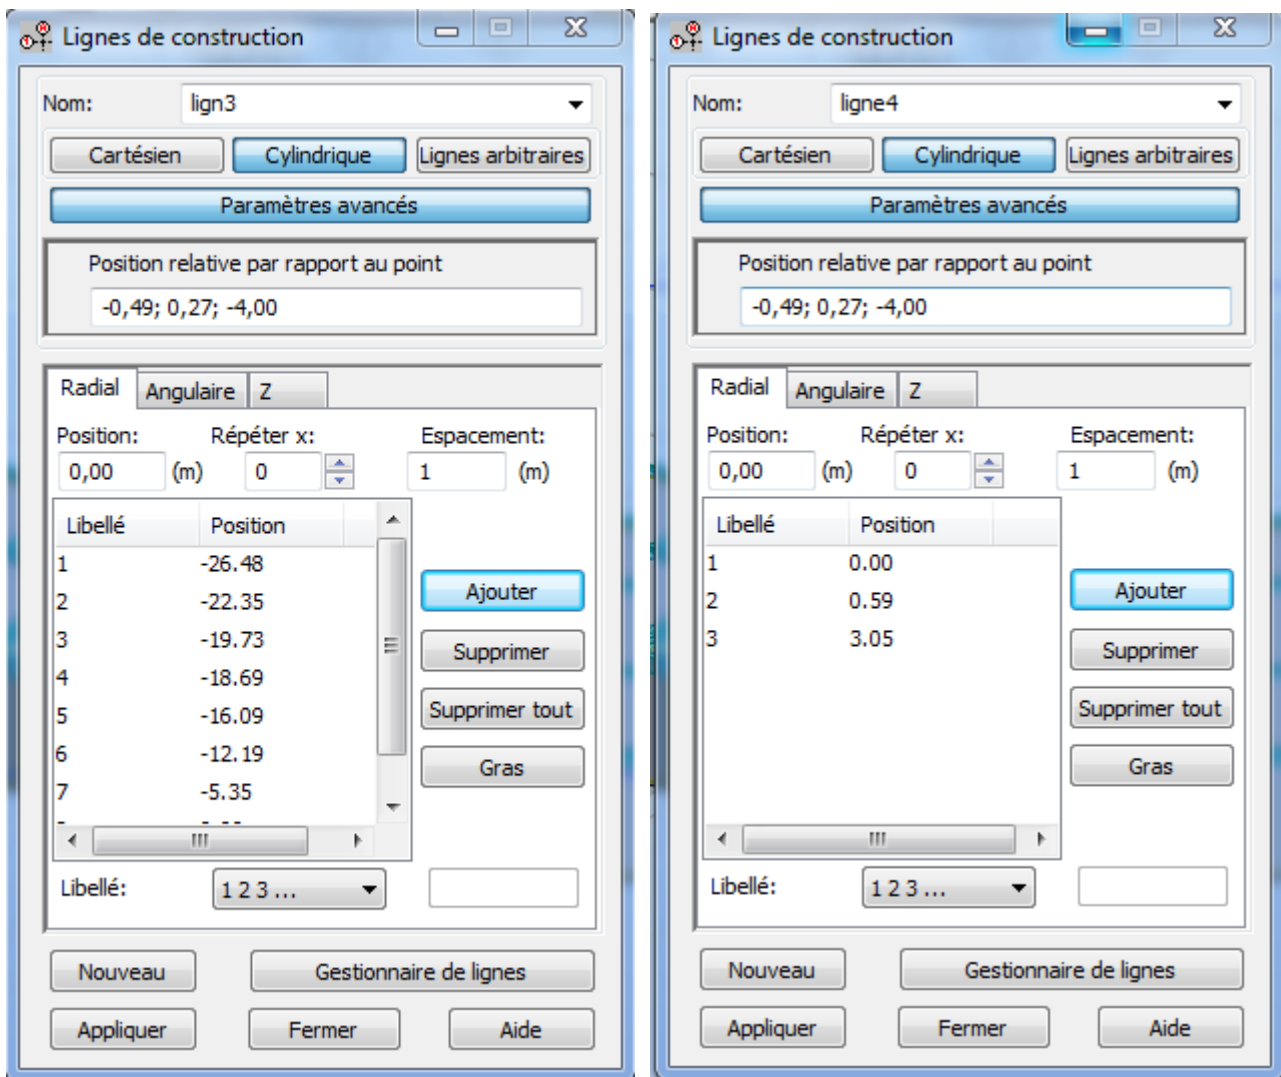 Lignes de construction
Nom: lign3
Cartésien Cylindrique Lignes arbitraires
Paramètres avancés
Position relative par rapport au point
-0,49; 0,27; -4,00
Radial Angulaire Z
Position: Répéter x: Espacement:
0,00 (m) 0 1 (m)
Libellé Position
1 -26.48
2 -22.35
3 -19.73
4 -18.69
5 -16.09
6 -12.19
7 -5.35
Ajouter
Supprimer
Supprimer tout
Gras
Libellé: 1 2 3 ...
Nouveau Gestionnaire de lignes
Appliquer Fermer Aide
Lignes de construction
Nom: ligne4
Cartésien Cylindrique Lignes arbitraires
Paramètres avancés
Position relative par rapport au point
-0,49; 0,27; -4,00
Radial Angulaire Z
Position: Répéter x: Espacement:
0,00 (m) 0 1 (m)
Libellé Position
1 0.00
2 0.59
3 3.05
Ajouter
Supprimer
Supprimer tout
Gras
Libellé: 1 2 3 ...
Nouveau Gestionnaire de lignes
Appliquer Fermer Aide